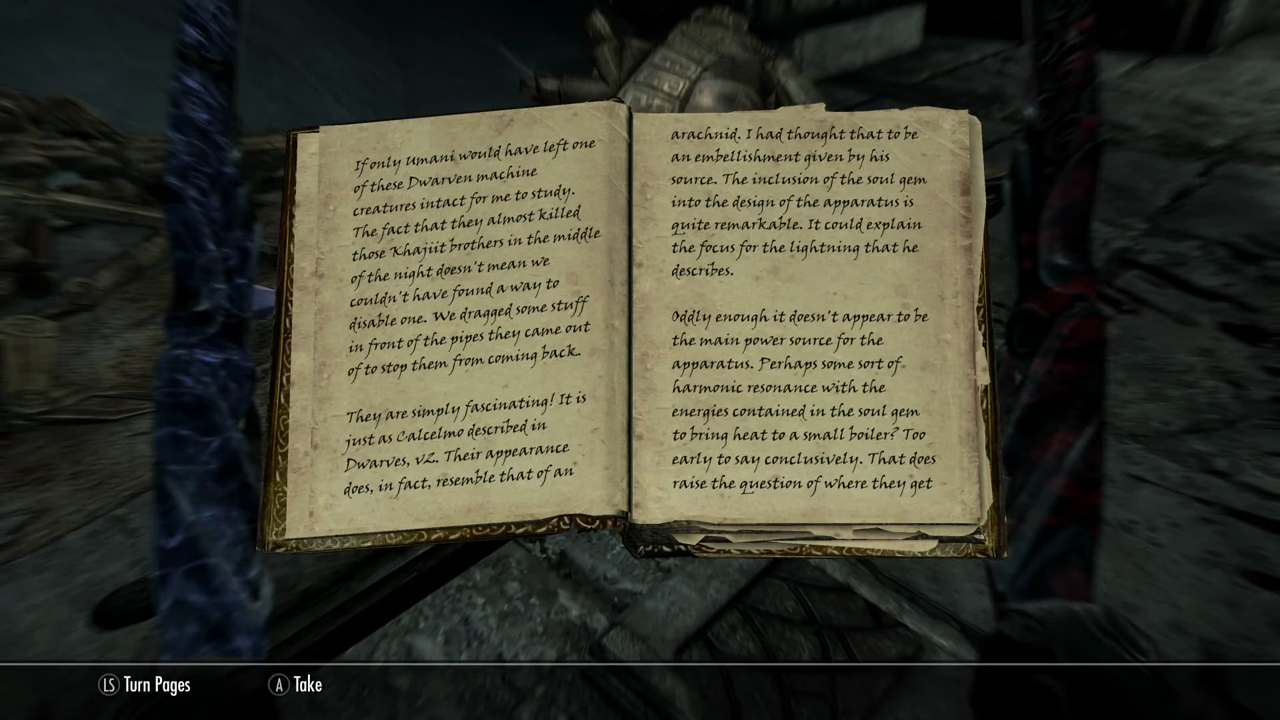 If only Umani would have left one
of these Dwarven machine
creatures intact for me to study.
The fact that they almost killed
those Khajiit brothers in the middle
of the night doesn't mean we
couldn't have found a way to
disable one. We dragged some stuff
in front of the pipes they came out
of to stop them from coming back.
They are simply fascinating! It is
just as Calcelmo described in
Dwarves, v2. Their appearance
does, in fact, resemble that of an
arachnid. I had thought that to be
an embellishment given by his
source. The inclusion of the soul gem
into the design of the apparatus is
quite remarkable. It could explain
the focus for the lightning that he
describes.
Oddly enough it doesn't appear to be
the main power source for the
apparatus. Perhaps some sort of
harmonic resonance with the
energies contained in the soul gem
to bring heat to a small boiler? Too
early to say conclusively. That does
raise the question of where they get
LS Turn Pages
A Take